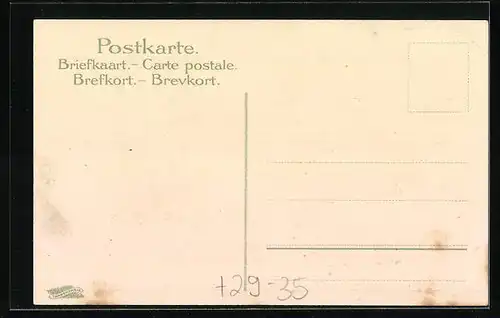 Postkarte.
Briefkaart.- Carte postale.
Brefkort.- Brevkort.
+29-35